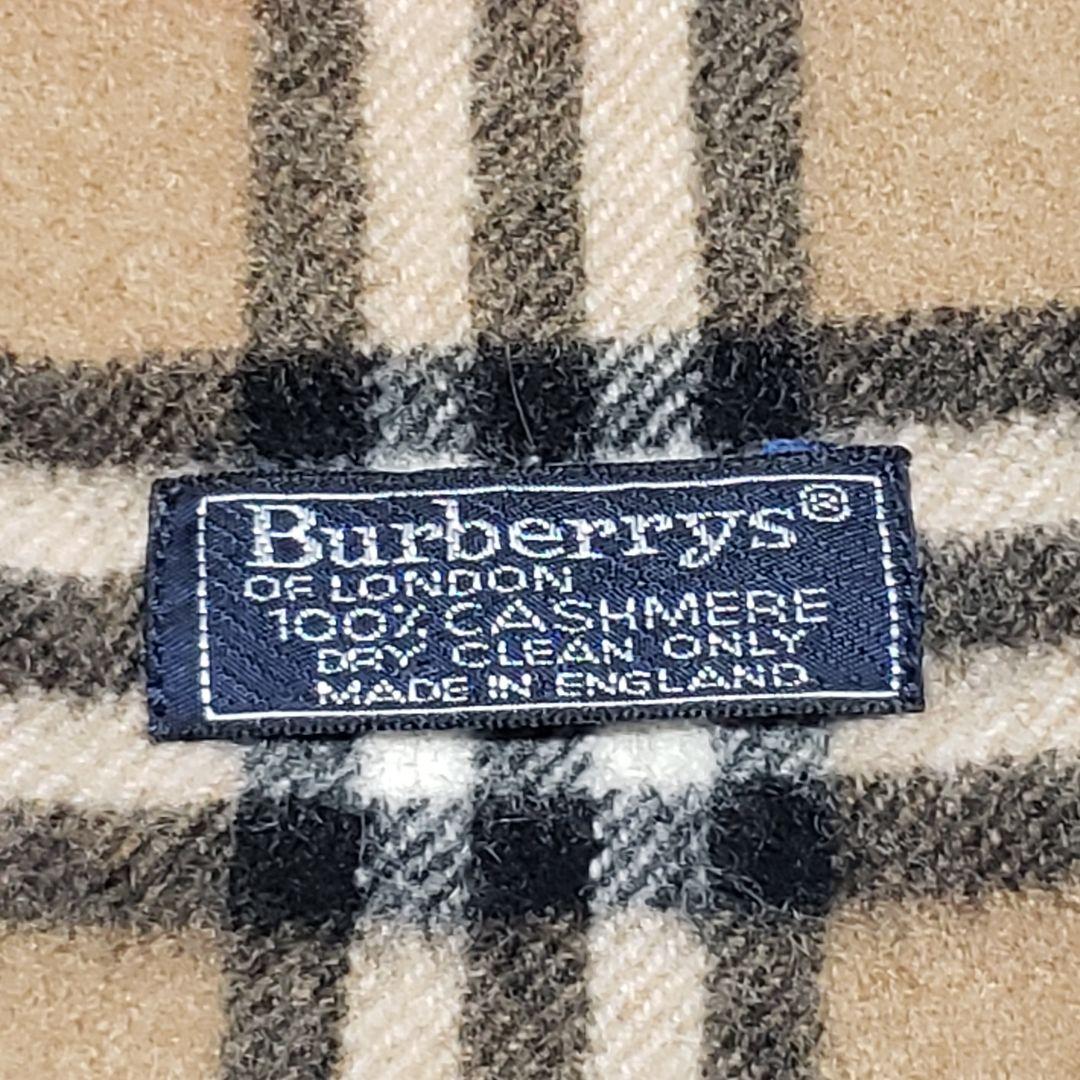 Burberrys®
OF LONDON
100% CASHMERE
DRY CLEAN ONLY
MADE IN ENGLAND